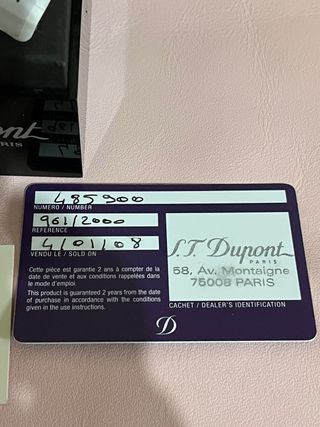 pont
RIS
485900
NUMERO / NUMBER
961/2000
REFERENCE
4/01/08
VENDU LE / SOLD ON
Cette pièce est garantie 2 ans à compter de la
date de vente et aux conditions rappelées dans
le mode d'emploi.
This product is guaranteed 2 years from the date
of purchase in accordance with the conditions
given in the use instructions.
S.T. Dupont
PARIS
58, Av. Montaigne
75008 PARIS
CACHET / DEALER'S IDENTIFICATION
D